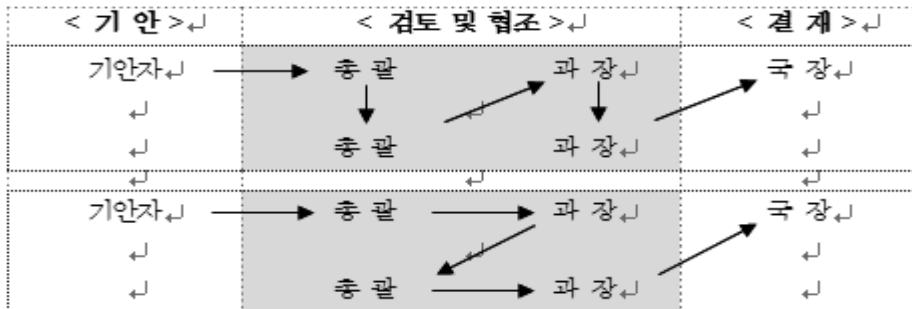 < 기 안 > < 검토 및 협조 > < 결 재 >
기안자 총 괄 과 장 국 장
총 괄 과 장
기안자 총 괄 과 장 국 장
총 괄 과 장